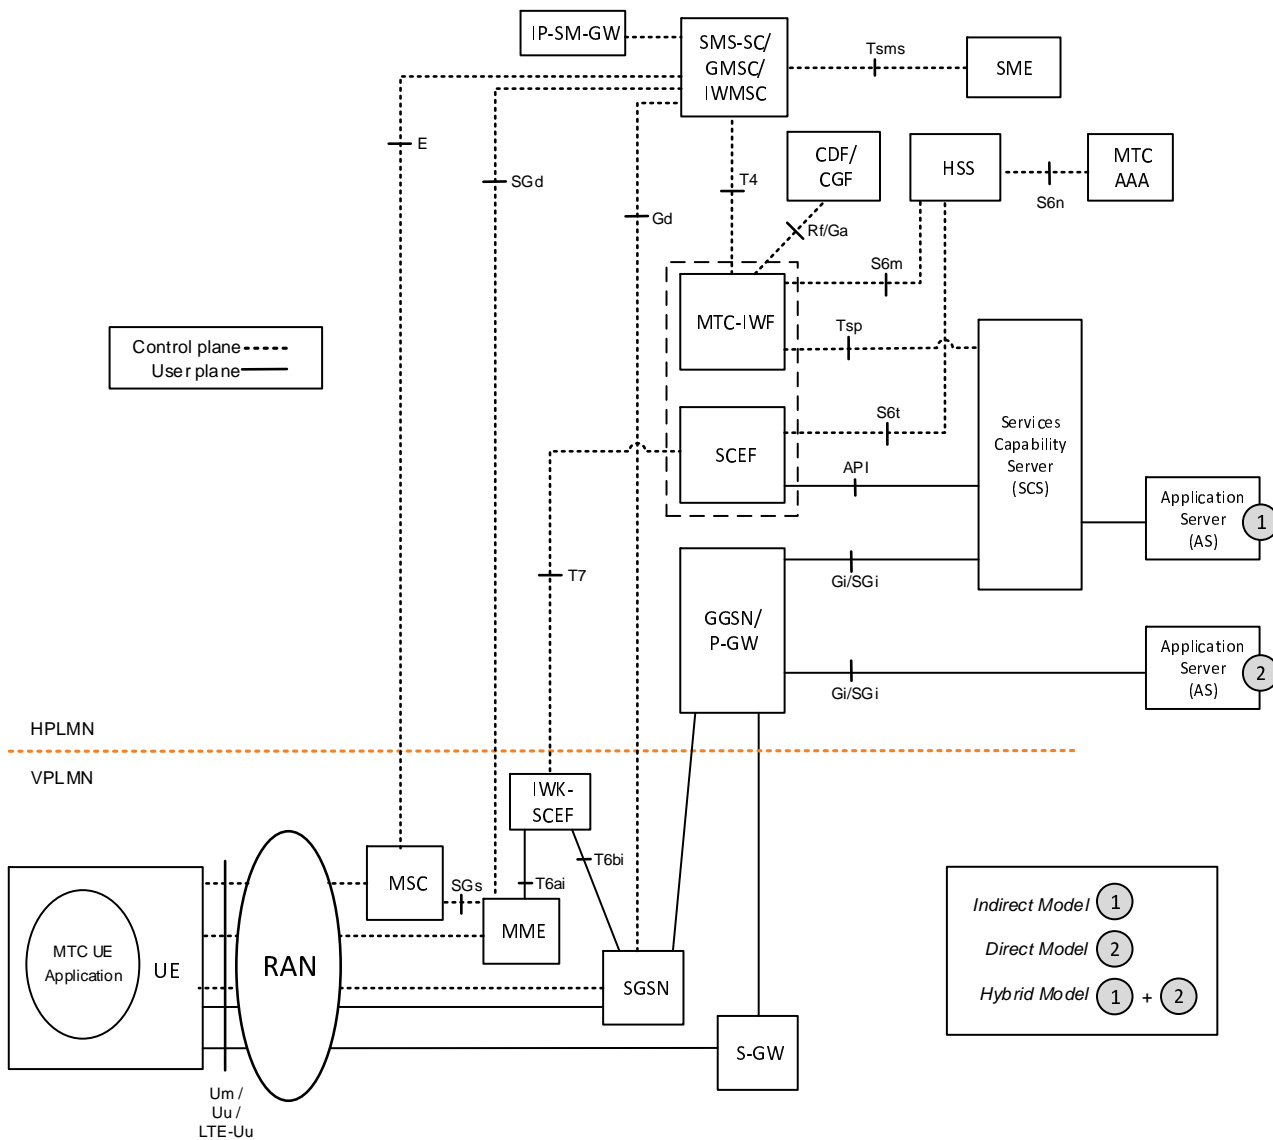 IP-SM-GW
SMS-SC/
GMSC/
IWMSC
Tsms
SME
E
SGd
Gd
T4
CDF/
CGF
Rf/Ga
HSS
S6n
MTC
AAA
S6m
MTC-IWF
Tsp
Control plane
User plane
S6t
SCEF
API
Services
Capability
Server
(SCS)
Application
Server
(AS)
1
T7
Gi/SGi
GGSN/
P-GW
Gi/SGi
Application
Server
(AS)
2
HPLMN
VPLMN
IWK-
SCEF
T6bi
T6ai
MSC
SGs
MME
SGSN
S-GW
MTC UE
Application
UE
RAN
Um /
Uu /
LTE-Uu
Indirect Model 1
Direct Model 2
Hybrid Model 1 + 2